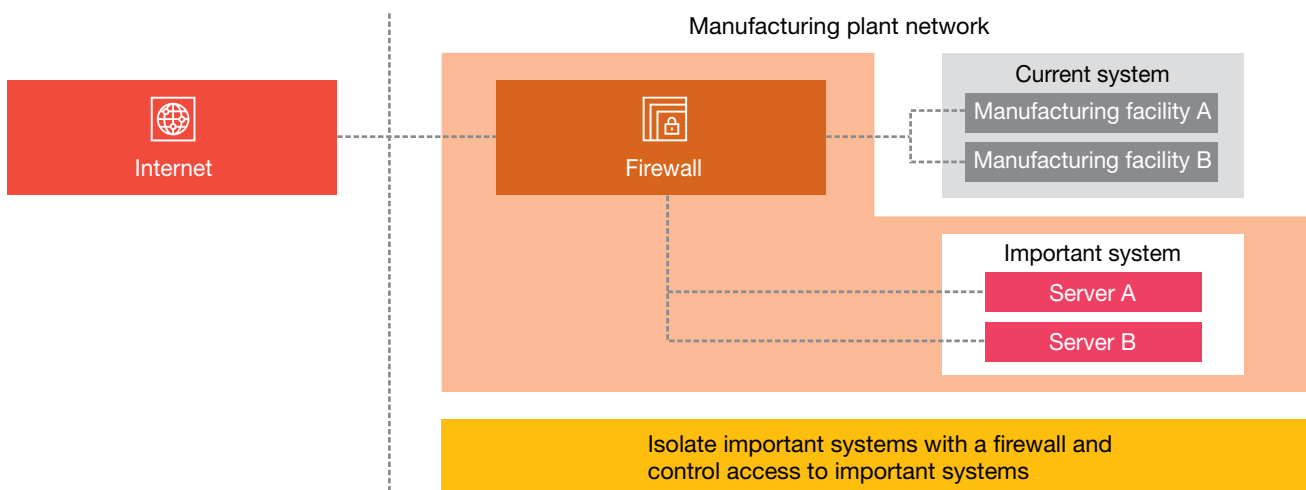 Manufacturing plant network
Internet
Firewall
Current system
Manufacturing facility A
Manufacturing facility B
Important system
Server A
Server B
Isolate important systems with a firewall and
control access to important systems